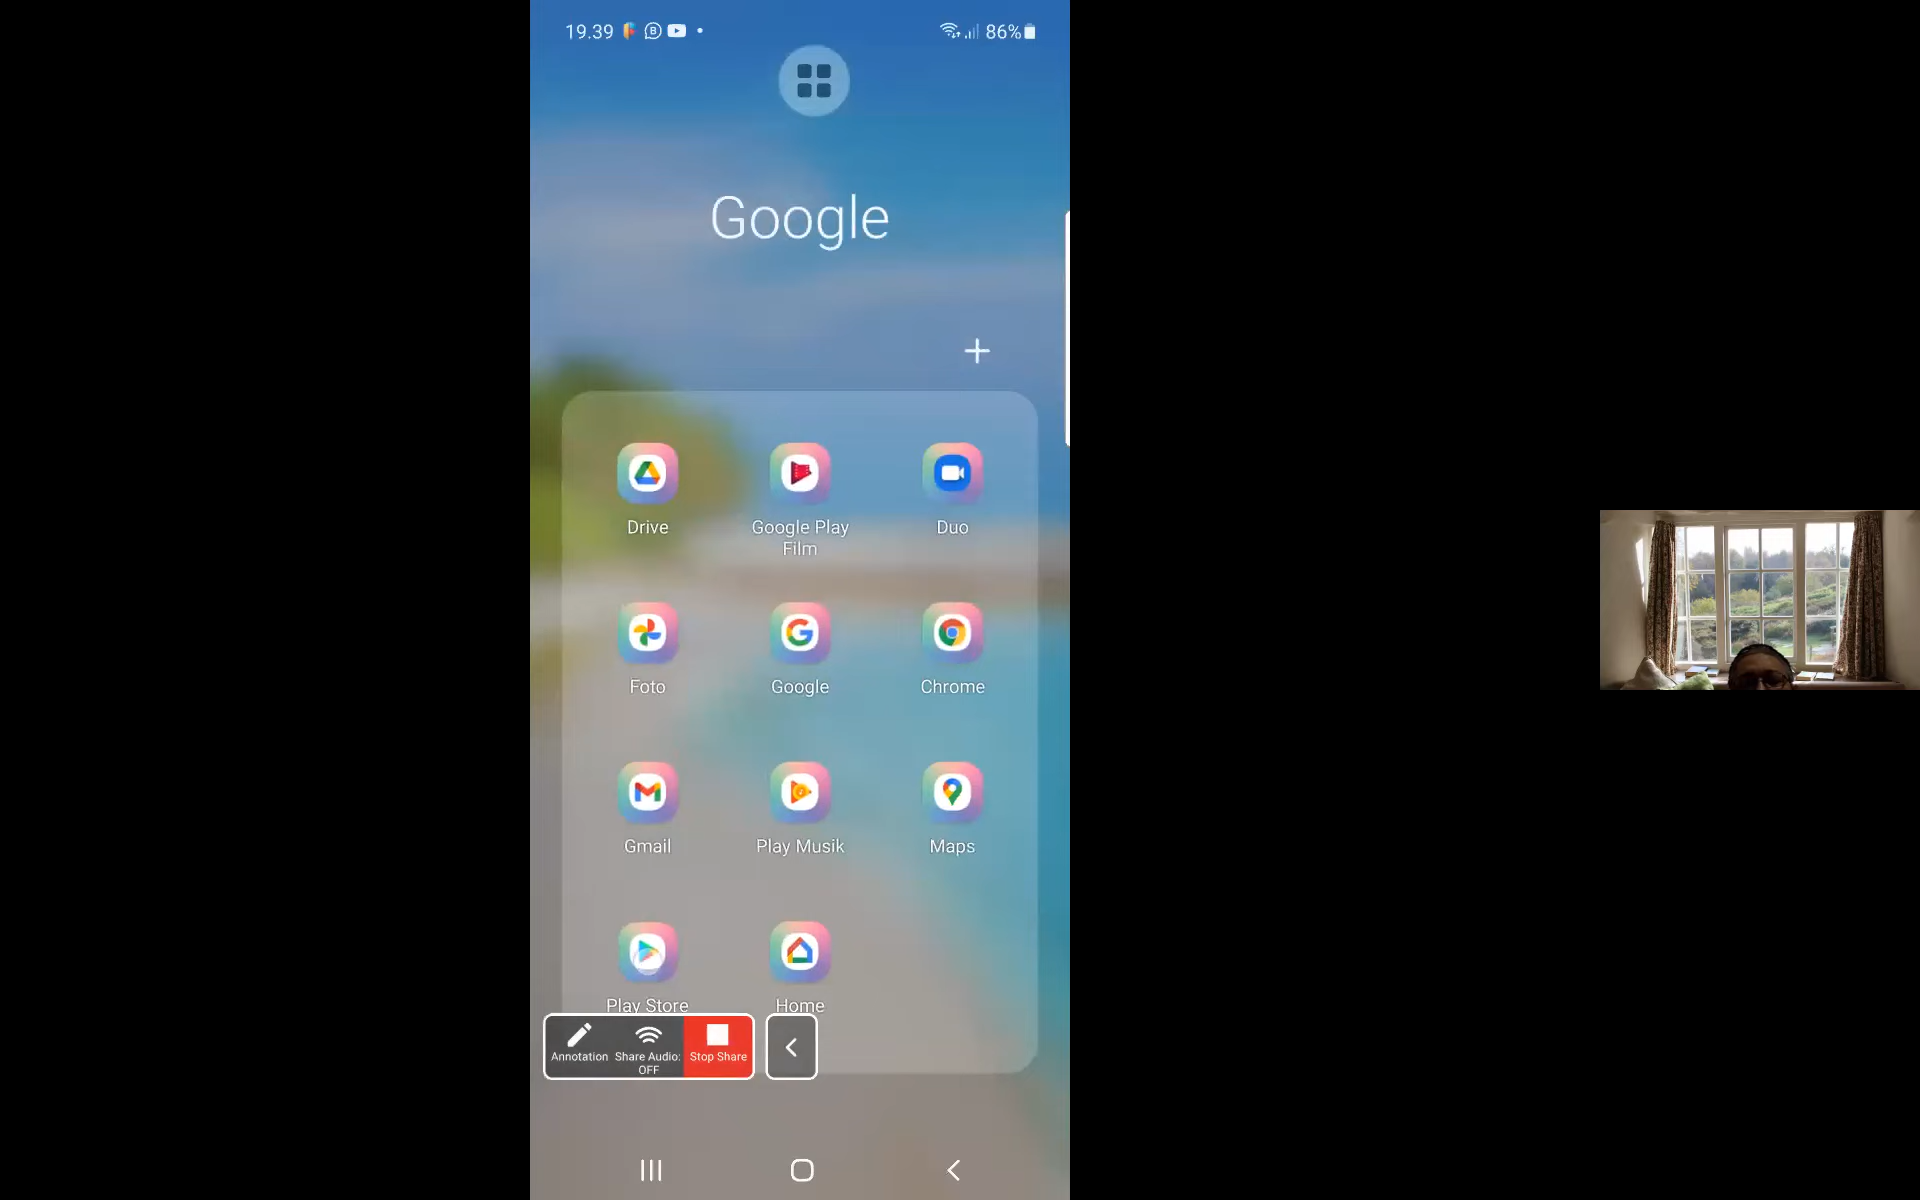 19.39
86%
Google
Drive
Google Play
Film
Duo
Foto
Google
Chrome
Gmail
Play Musik
Maps
Play Store
Home
Annotation
Share Audio:
OFF
Stop Share